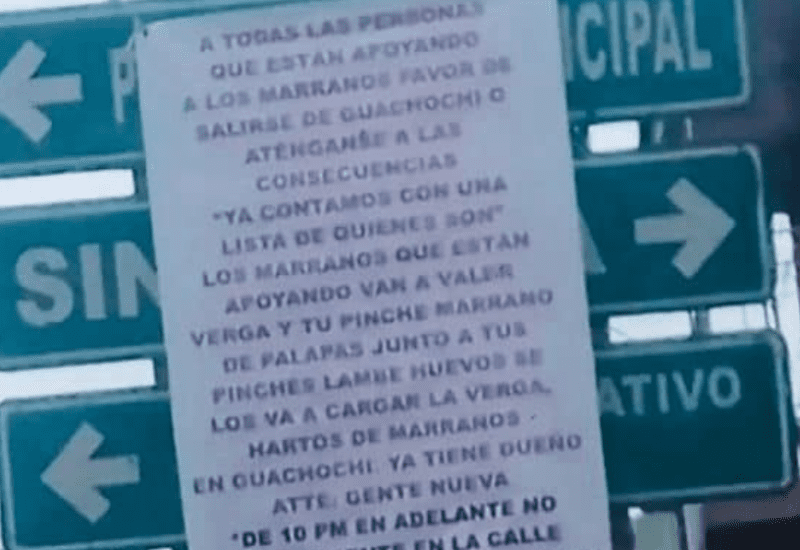 A TODAS LAS PERSONAS
QUE ESTAN APOYANDO
A LOS MARRANOS FAVOR DE
SALIRSE DE GUACHOCHI O
ATENGANSE A LAS
CONSECUENCIAS
"YA CONTAMOS CON UNA
LISTA DE QUIENES SON"
LOS MARRANOS QUE ESTAN
APOYANDO VAN A VALER
VERGA Y TU PINCHE MARRANO
DE PALAPAS JUNTO A TUS
PINCHES LAMBE HUEVOS SE
LOS VA A CARGAR LA VERGA,
HARTOS DE MARRANOS -
EN GUACHOCHI. YA TIENE DUEÑO
ATTE. GENTE NUEVA
*DE 10 PM EN ADELANTE NO
EN LA CALLE
P
ICIPAL
SIN
A
ATIVO